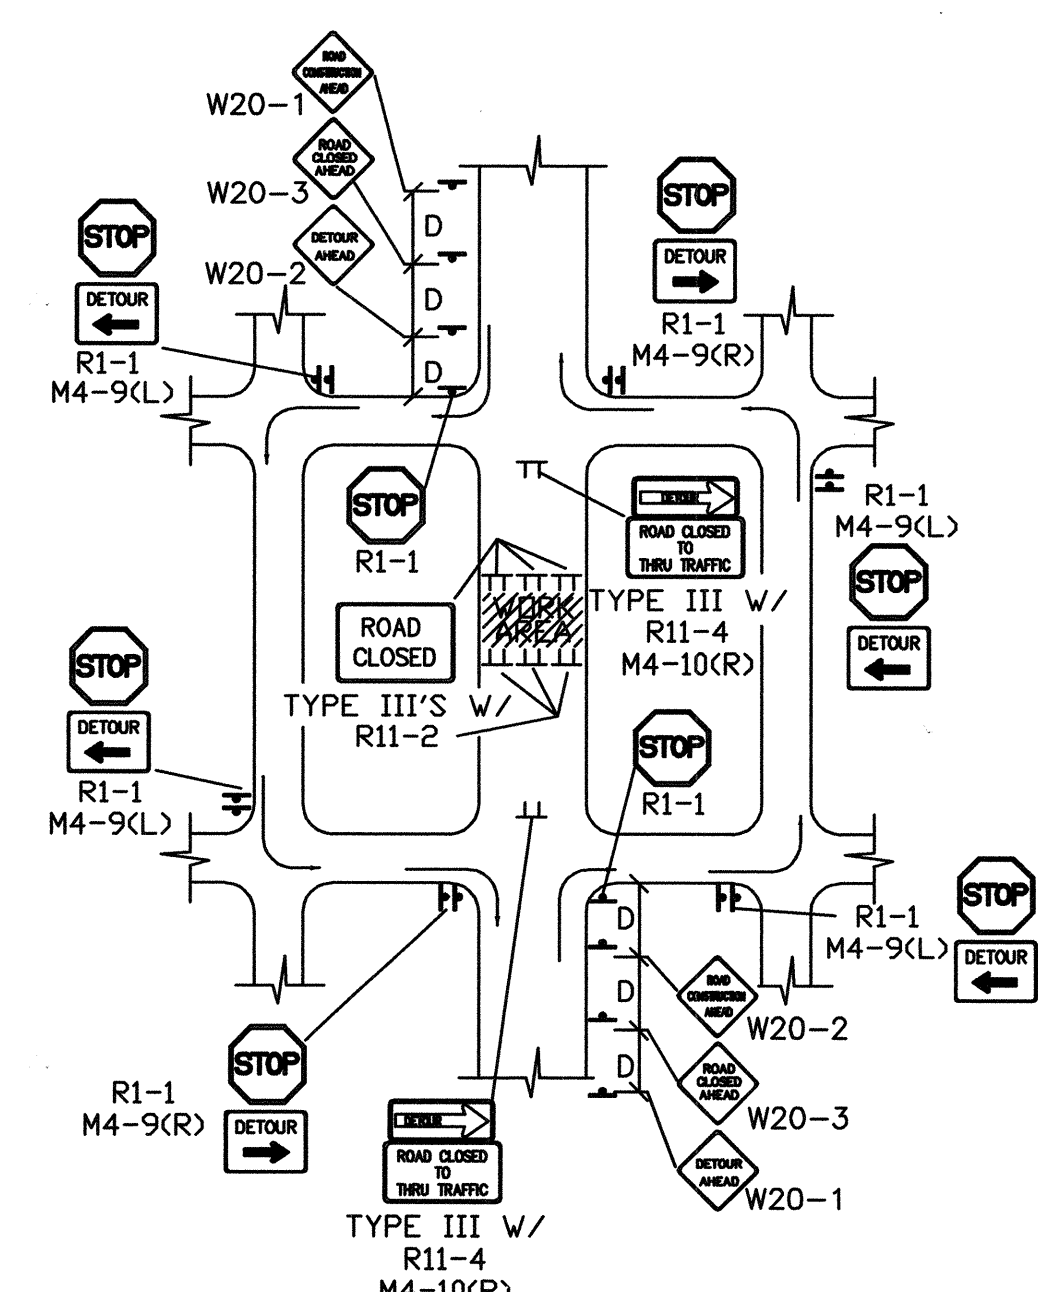 ROAD
CONSTRUCTION
AHEAD
W20-1
ROAD
CLOSED
AHEAD
W20-3
DETOUR
AHEAD
W20-2
D
D
D
STOP
DETOUR
R1-1
M4-9(L)
STOP
DETOUR
R1-1
M4-9(R)
STOP
R1-1
DETOUR
ROAD CLOSED
TO
THRU TRAFFIC
TYPE III W/
R11-4
M4-10(R)
R1-1
M4-9(L)
STOP
DETOUR
ROAD
CLOSED
TYPE III'S W/
R11-2
WORK
AREA
STOP
DETOUR
R1-1
M4-9(L)
STOP
R1-1
D
D
D
STOP
DETOUR
R1-1
M4-9(L)
ROAD
CONSTRUCTION
AHEAD
W20-2
ROAD
CLOSED
AHEAD
W20-3
DETOUR
AHEAD
W20-1
STOP
DETOUR
R1-1
M4-9(R)
DETOUR
ROAD CLOSED
TO
THRU TRAFFIC
TYPE III W/
R11-4
M4-10(R)